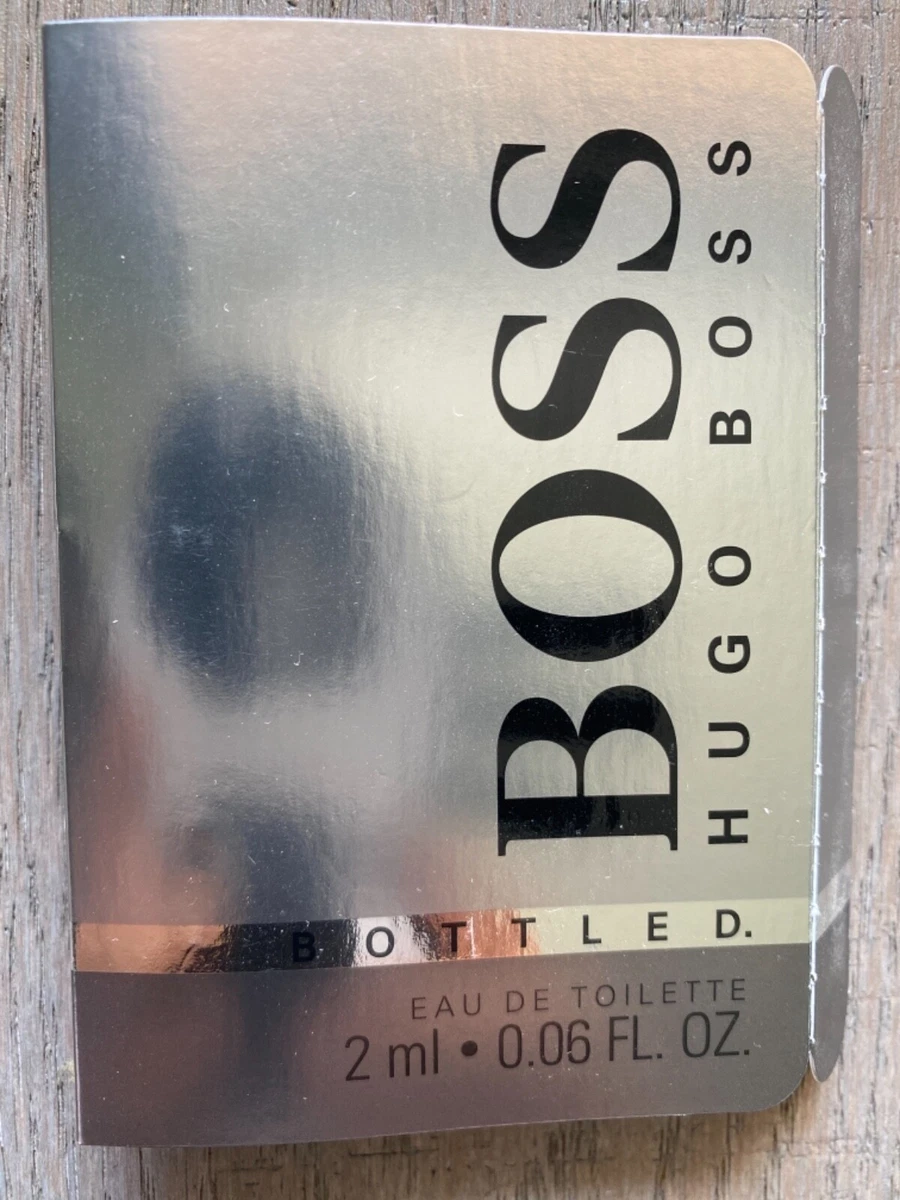 BOSS
HUGO BOSS
BOTTLED.
EAU DE TOILETTE
2 ml • 0.06 FL. OZ.